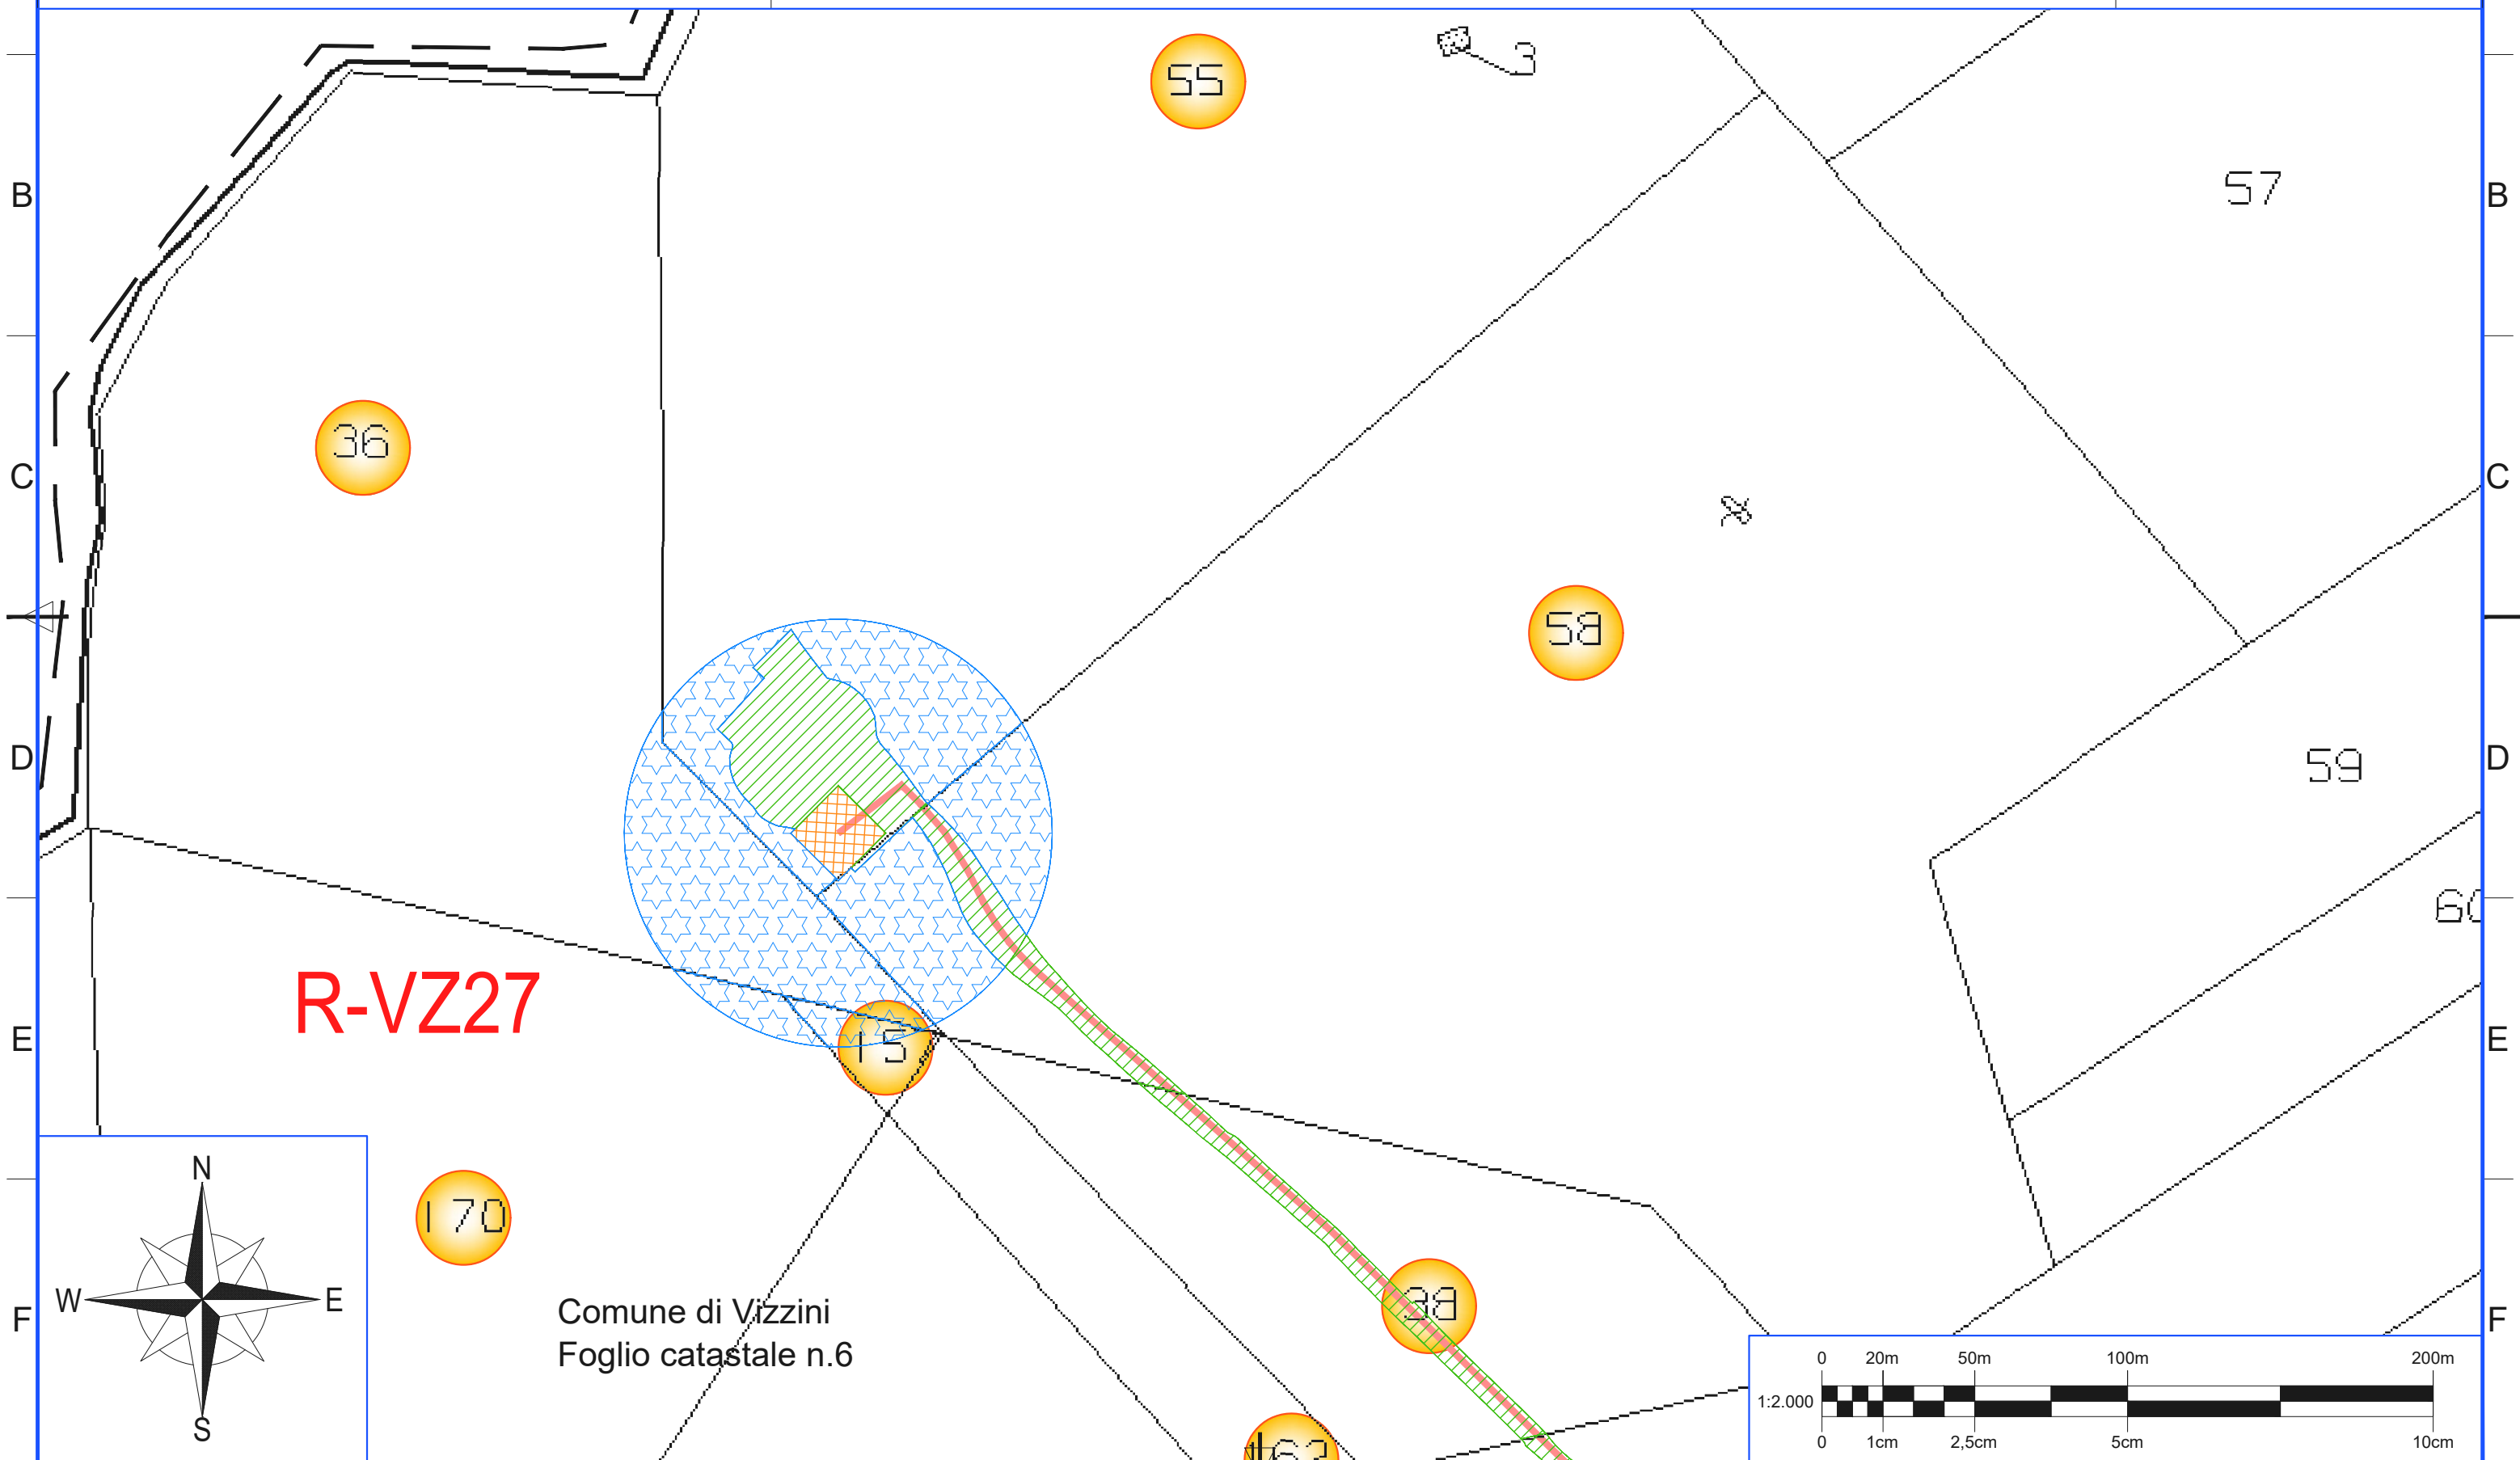 55
3
B
57
B
36
C
C
58
D
59
D
R-VZ27
15
E
E
N
170
W
E
S
Comune di Vizzini
Foglio catastale n.6
38
F
F
0 20m 50m 100m 200m
1:2.000
0 1cm 2,5cm 5cm 10cm